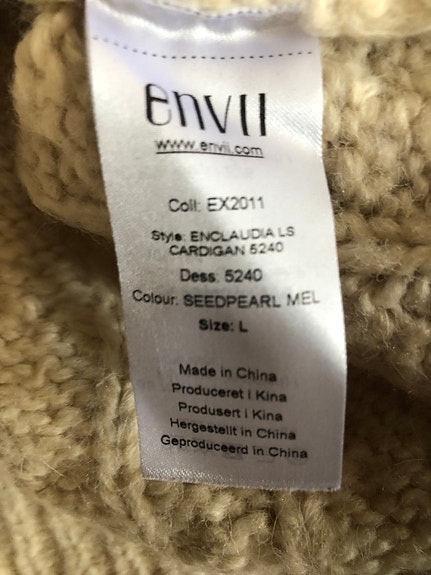 envii
www.envii.com
Coll: EX2011
Style: ENCLAUDIA LS
CARDIGAN 5240
Dess: 5240
Colour: SEEDPEARL MEL
Size: L
Made in China
Produceret i Kina
Produsert i Kina
Hergestellt in China
Geproduceerd in China